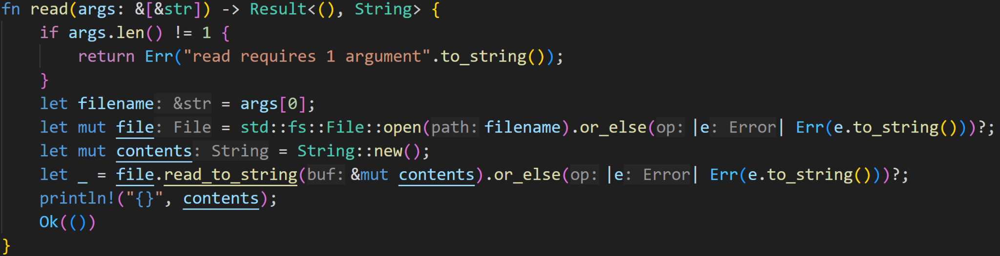 fn read(args: &[&str]) -> Result<(), String> {
    if args.len() != 1 {
        return Err("read requires 1 argument".to_string());
    }
    let filename: &str = args[0];
    let mut file: File = std::fs::File::open(path: filename).or_else(op: |e: Error| Err(e.to_string()))?;
    let mut contents: String = String::new();
    let _ = file.read_to_string(buf: &mut contents).or_else(op: |e: Error| Err(e.to_string()))?;
    println!("{}", contents);
    Ok(())
}